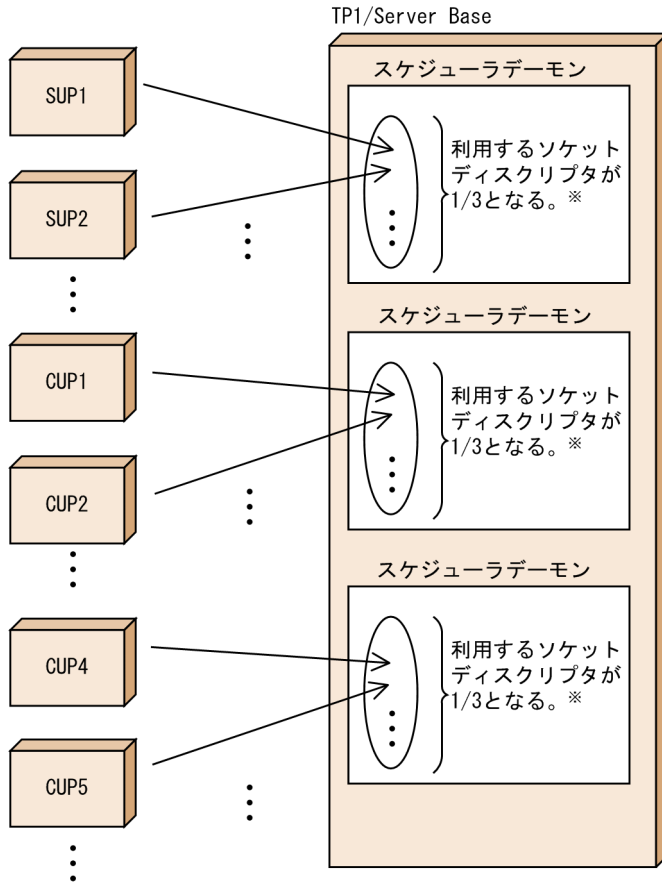 TP1/Server Base
スケジューラデーモン
SUP1
利用するソケット
ディスクリプタが
1/3となる。※
SUP2
スケジューラデーモン
CUP1
利用するソケット
ディスクリプタが
1/3となる。※
CUP2
スケジューラデーモン
CUP4
利用するソケット
ディスクリプタが
1/3となる。※
CUP5